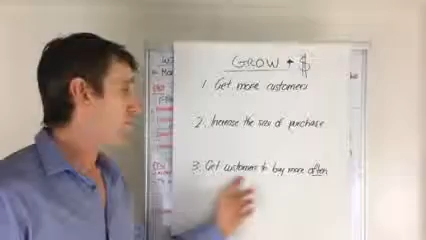 GROW ↑ $
1. Get more customers
2. Increase the size of purchase
3. Get customers to buy more often